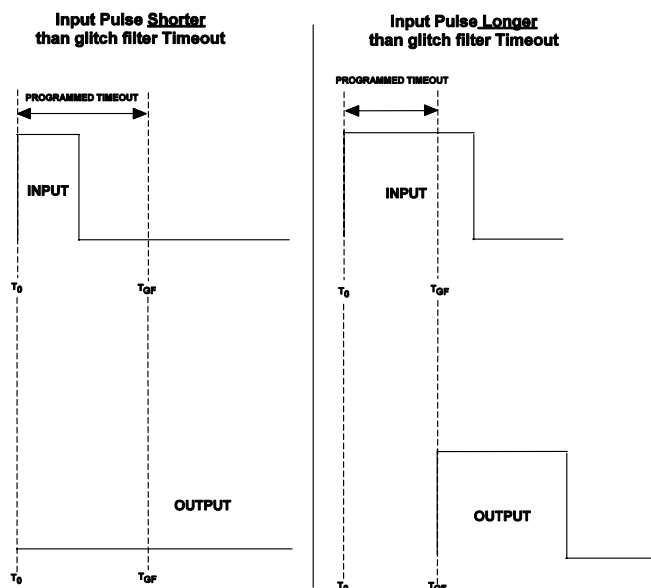 Input Pulse Shorter
than glitch filter Timeout
PROGRAMMED TIMEOUT
INPUT
T0
TGF
OUTPUT
T0
TGF
Input Pulse Longer
than glitch filter Timeout
PROGRAMMED TIMEOUT
INPUT
T0
TGF
OUTPUT
T0
TGF